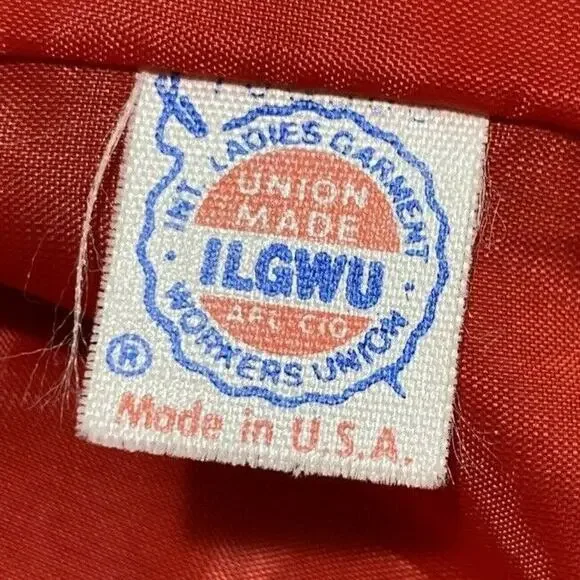 INT. LADIES GARMENT
UNION
MADE
ILGWU
AFL-CIO
· WORKERS UNION ·
®
Made in U.S.A.